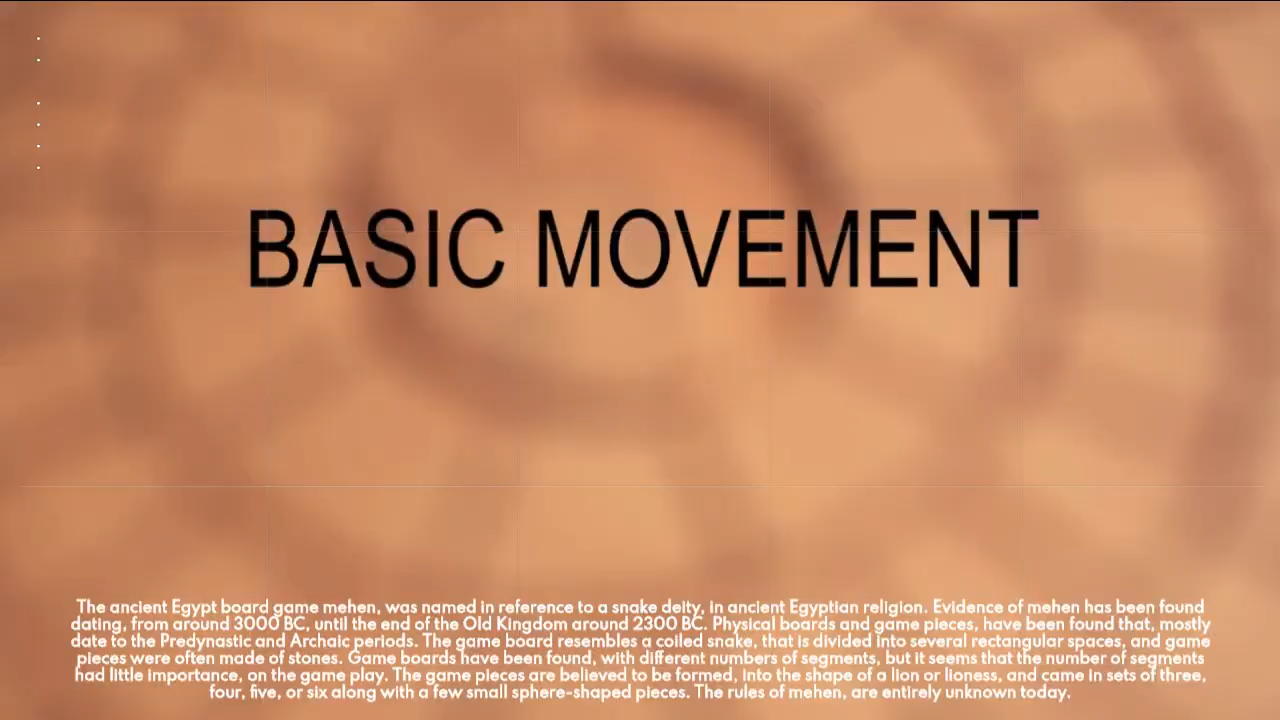 BASIC MOVEMENT
The ancient Egypt board game mehen, was named in reference to a snake deity, in ancient Egyptian religion. Evidence of mehen has been found
dating, from around 3000 BC, until the end of the Old Kingdom around 2300 BC. Physical boards and game pieces, have been found that, mostly
date to the Predynastic and Archaic periods. The game board resembles a coiled snake, that is divided into several rectangular spaces, and game
pieces were often made of stones. Game boards have been found, with different numbers of segments, but it seems that the number of segments
had little importance, on the game play. The game pieces are believed to be formed, into the shape of a lion or lioness, and came in sets of three,
four, five, or six along with a few small sphere-shaped pieces. The rules of mehen, are entirely unknown today.